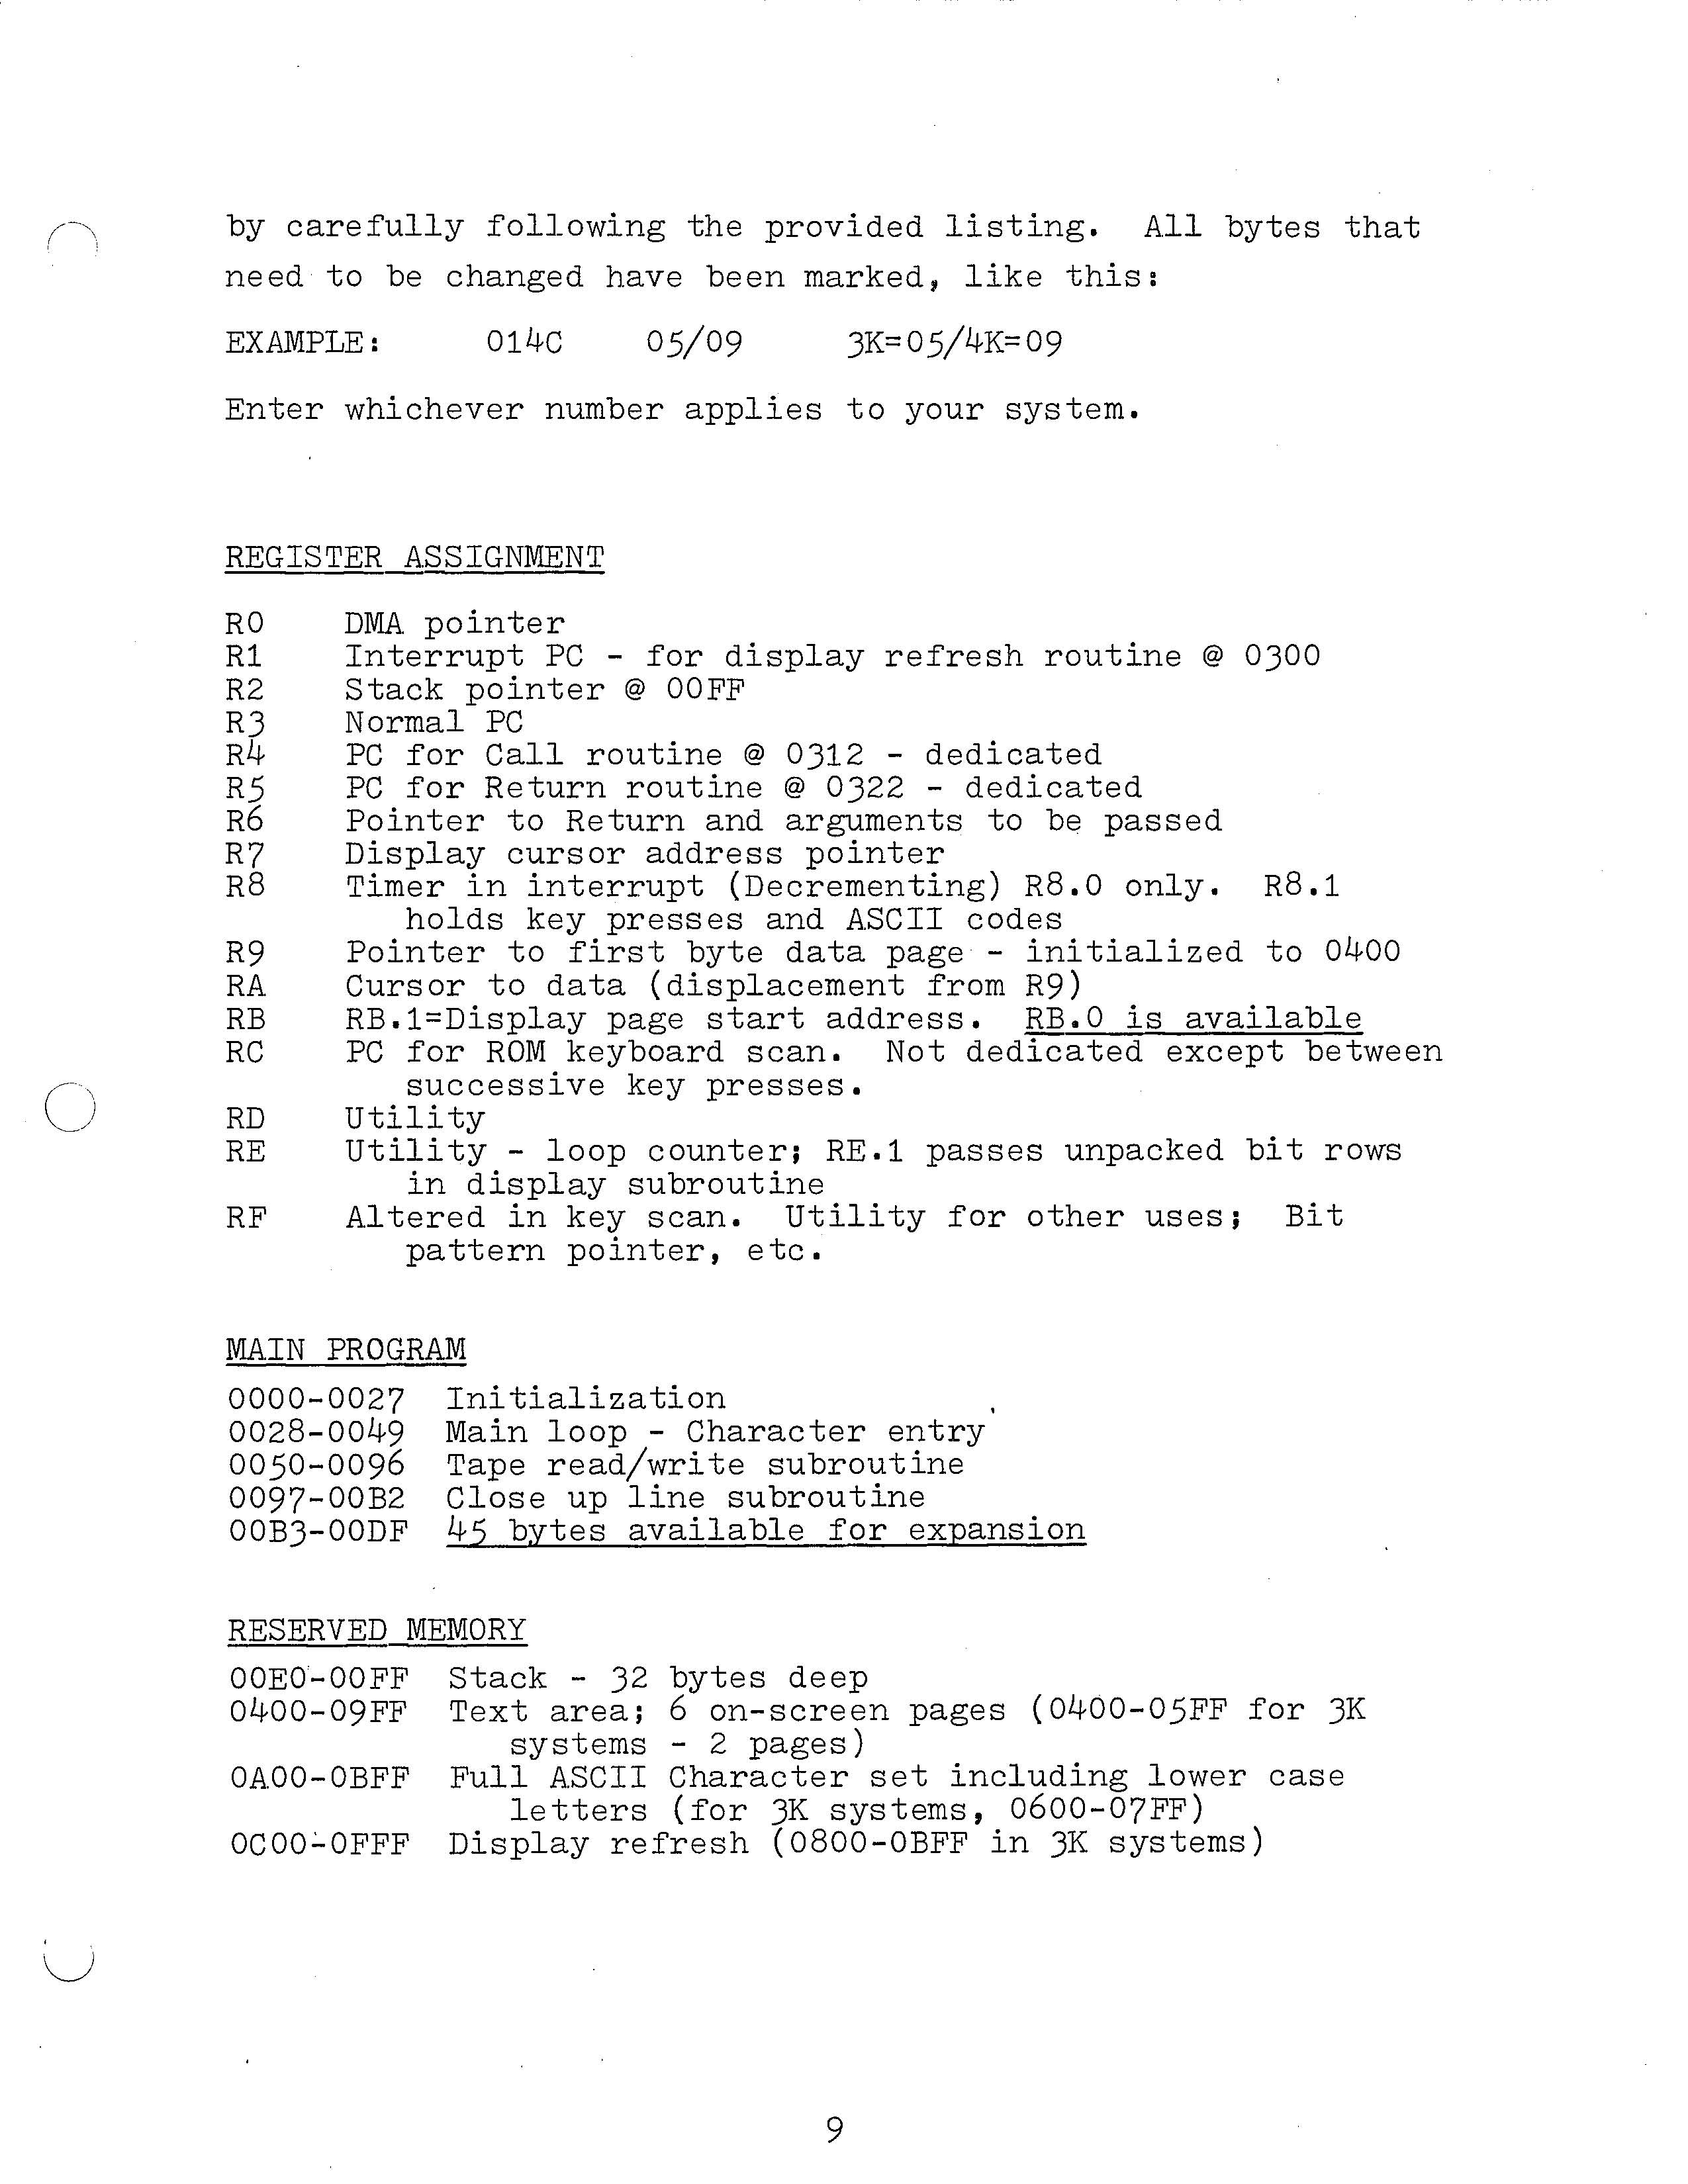 by carefully following the provided listing.  All bytes that
need to be changed have been marked, like this:
EXAMPLE:     014C    05/09     3K=05/4K=09
Enter whichever number applies to your system.
REGISTER ASSIGNMENT
R0    DMA pointer
R1    Interrupt PC - for display refresh routine @ 0300
R2    Stack pointer @ 00FF
R3    Normal PC
R4    PC for Call routine @ 0312 - dedicated
R5    PC for Return routine @ 0322 - dedicated
R6    Pointer to Return and arguments to be passed
R7    Display cursor address pointer
R8    Timer in interrupt (Decrementing) R8.0 only.  R8.1
holds key presses and ASCII codes
R9    Pointer to first byte data page - initialized to 0400
RA    Cursor to data (displacement from R9)
RB    RB.1=Display page start address.  RB.0 is available
RC    PC for ROM keyboard scan.  Not dedicated except between
successive key presses.
RD    Utility
RE    Utility - loop counter; RE.1 passes unpacked bit rows
in display subroutine
RF    Altered in key scan.  Utility for other uses;  Bit
pattern pointer, etc.
MAIN PROGRAM
0000-0027  Initialization
0028-0049  Main loop - Character entry
0050-0096  Tape read/write subroutine
0097-00B2  Close up line subroutine
00B3-00DF  45 bytes available for expansion
RESERVED MEMORY
00E0-00FF  Stack - 32 bytes deep
0400-09FF  Text area; 6 on-screen pages (0400-05FF for 3K
systems - 2 pages)
0A00-0BFF  Full ASCII Character set including lower case
letters (for 3K systems, 0600-07FF)
0C00-0FFF  Display refresh (0800-0BFF in 3K systems)
9